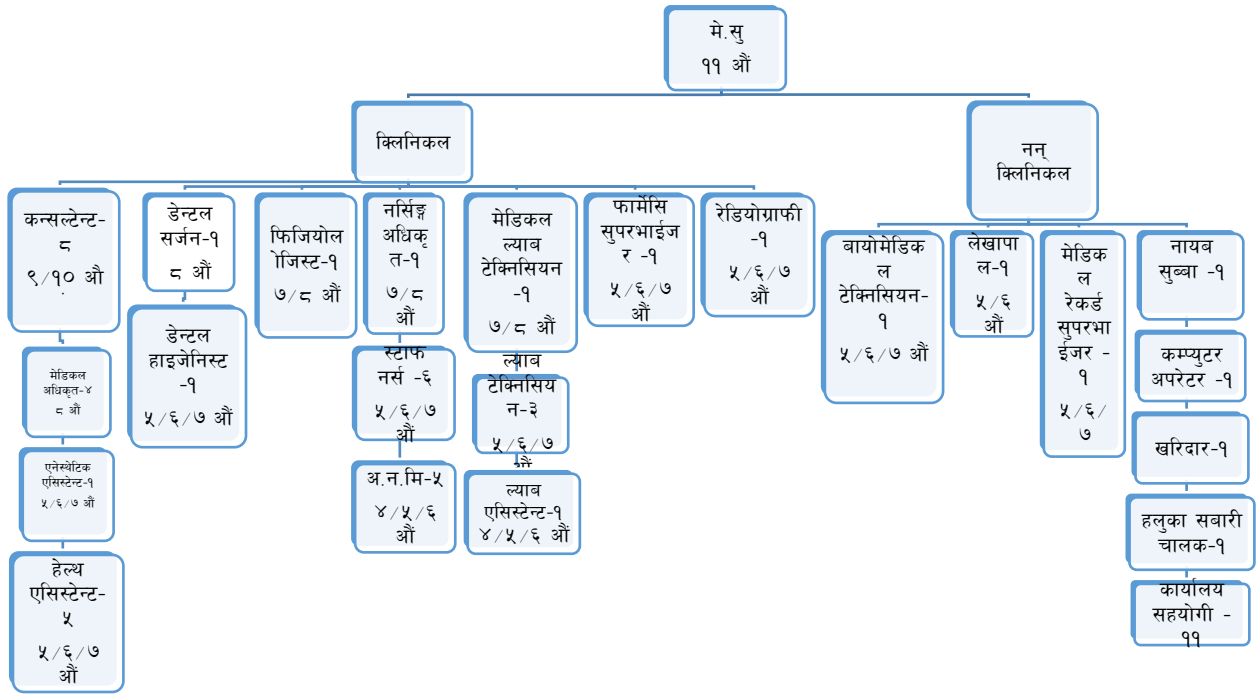 मे.सु
११ औं
क्लिनिकल
नन्
क्लिनिकल
कन्सल्टेन्ट-
८
९/१० औ
मेडिकल
अधिकृत-४
८ औं
एनेस्थेटिक
एसिस्टेन्ट-१
५/६/७ औं
हेल्थ
एसिस्टेन्ट-
५
५/६/७
औं
डेन्टल
सर्जन-१
८ औं
डेन्टल
हाइजेनिस्ट
-१
५/६/७ औं
फिजियोल
ोजिस्ट-१
७/८ औं
नर्सिङ्ग
अधिकृ
त-१
७/८
औं
स्टाफ
नर्स -६
५/६/७
औं
अ.न.मि-५
४/५/६
औं
मेडिकल
ल्याब
टेक्निसियन
-१
७/८ औं
ल्याब
टेक्निसिय
न-३
५/६/७
औं
ल्याब
एसिस्टेन्ट-१
४/५/६ औं
फार्मेसि
सुपरभाईज
र -१
५/६/७
औं
रेडियोग्राफी
-१
५/६/७
औं
बायोमेडिक
ल
टेक्निसियन-
१
५/६/७ औं
लेखापा
ल-१
५/६
औं
मेडिक
ल
रेकर्ड
सुपरभा
ईजर -
१
५/६/
७
नायब
सुब्बा -१
कम्प्युटर
अपरेटर -१
खरिदार-१
हलुका सबारी
चालक-१
कार्यालय
सहयोगी -
११